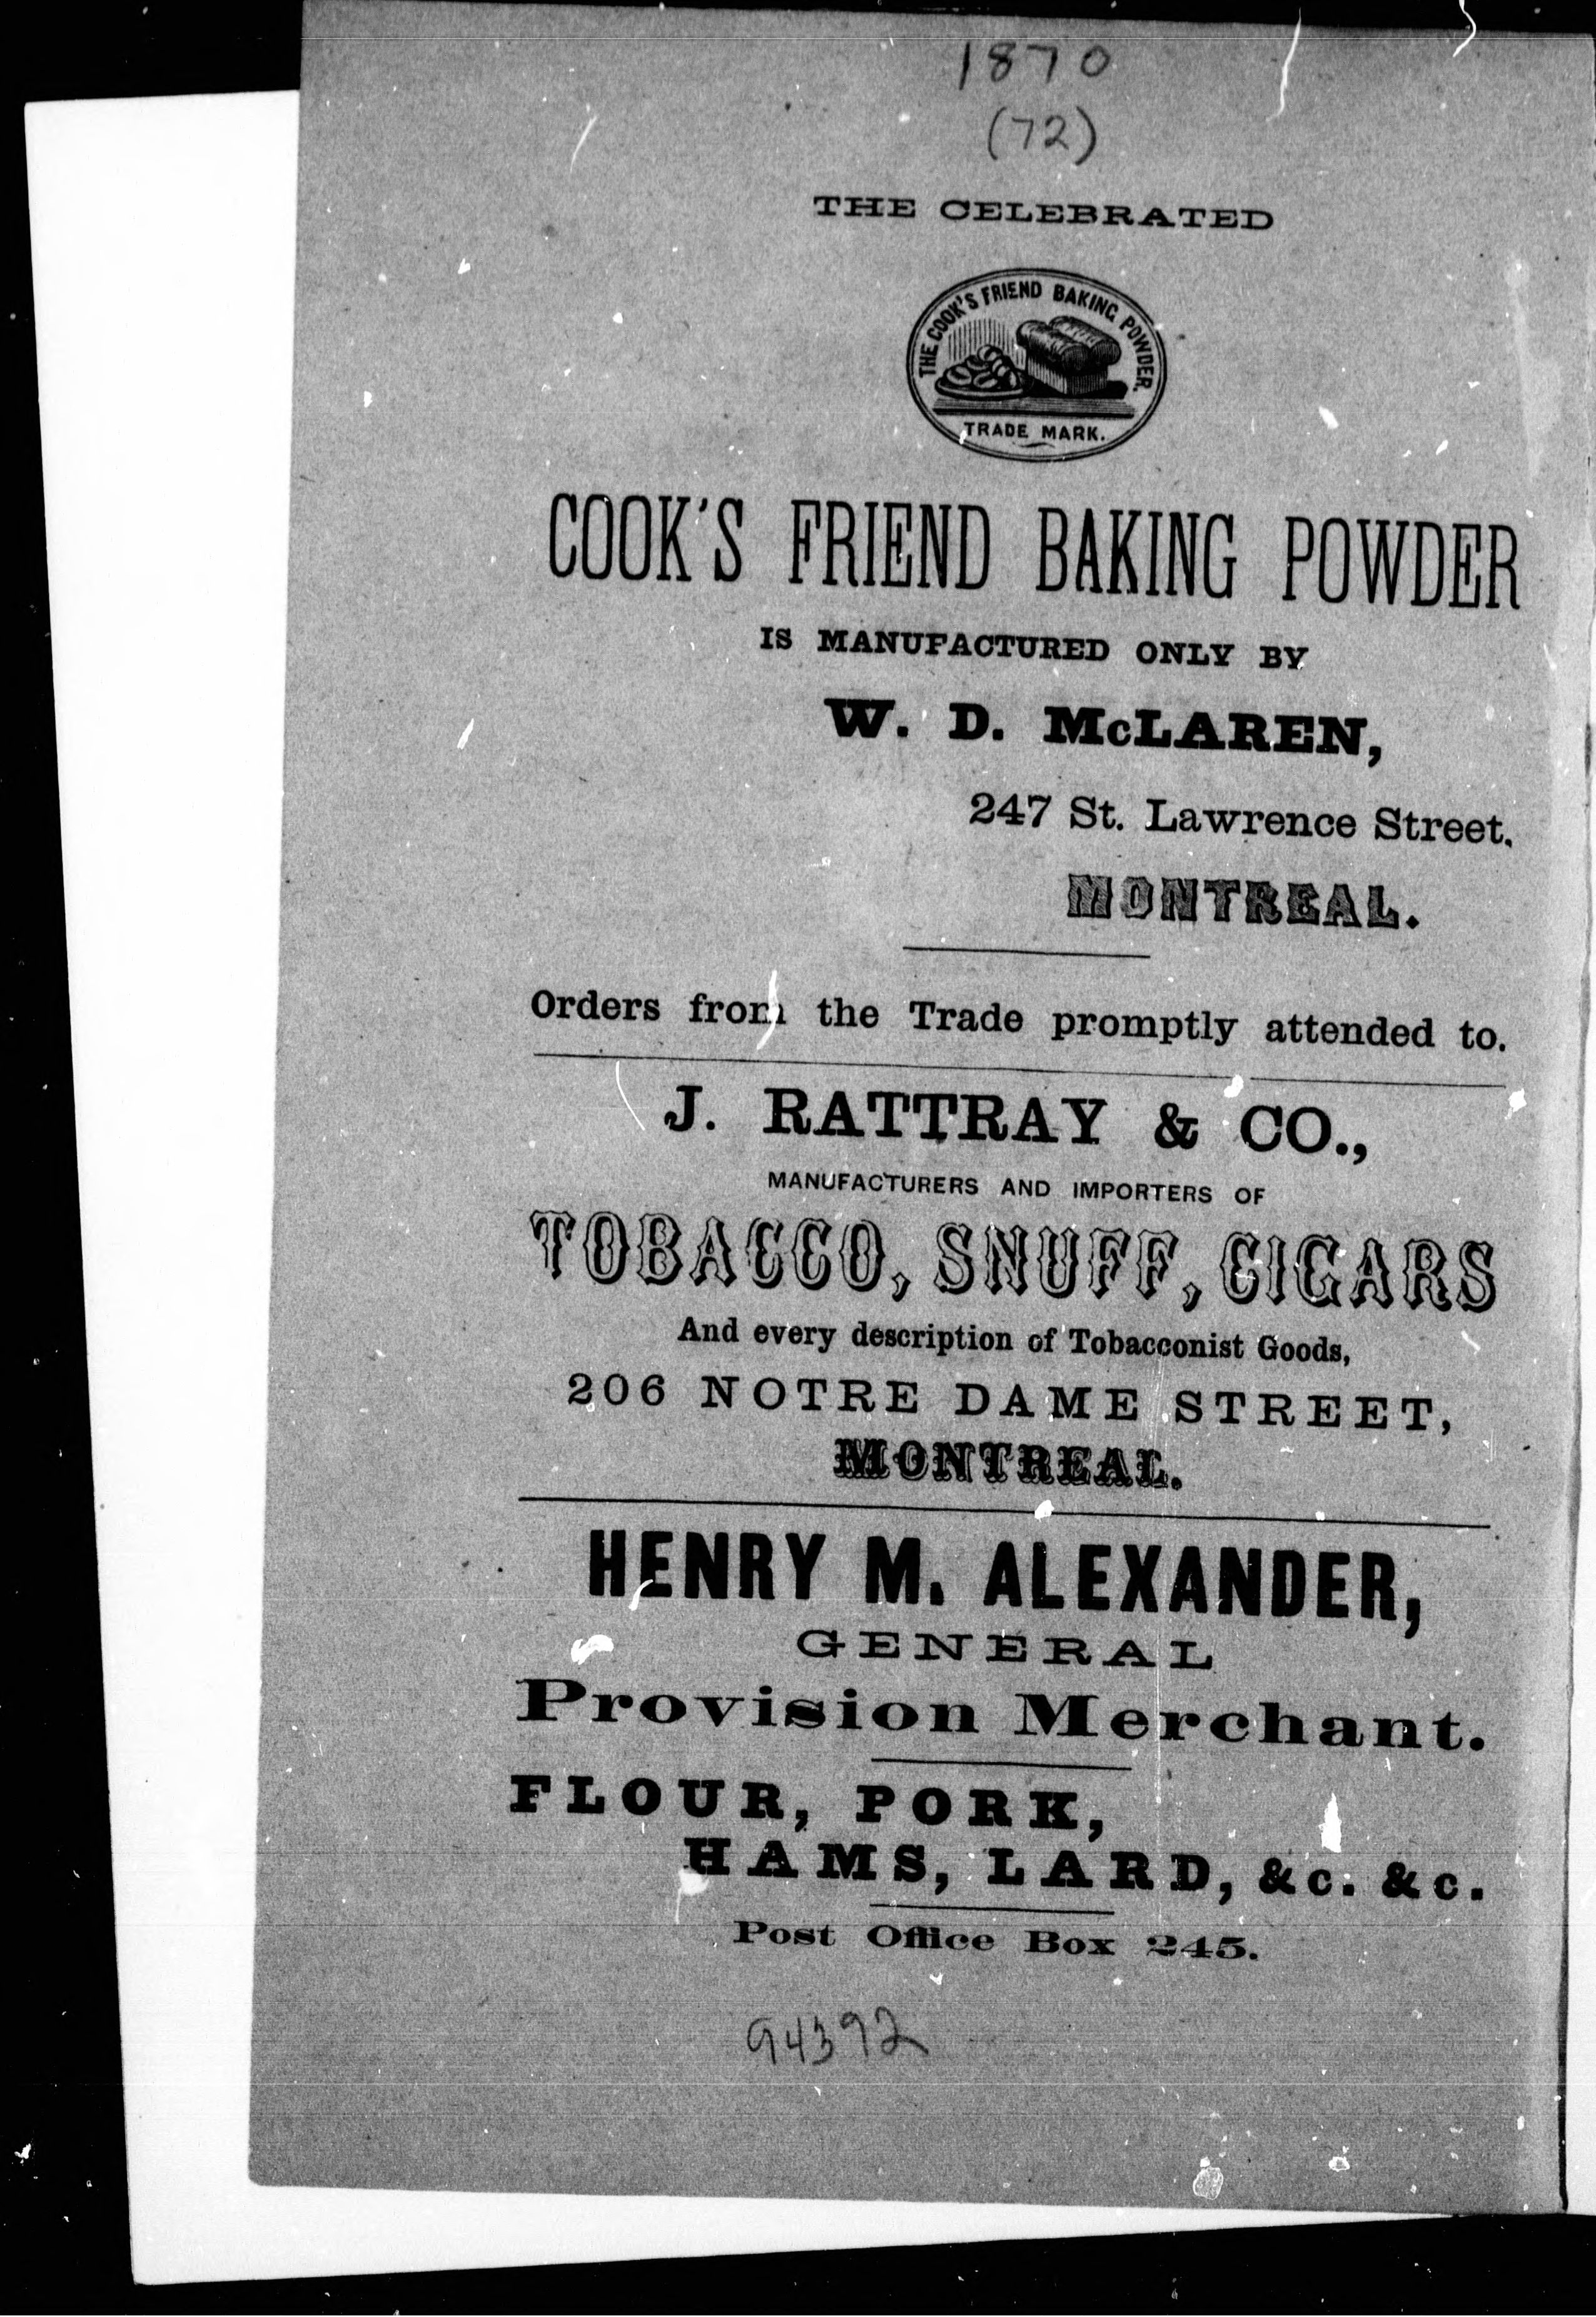 1870
(72)
THE CELEBRATED
THE COOK'S FRIEND BAKING POWDER.
TRADE MARK.
COOK'S FRIEND BAKING POWDER
IS MANUFACTURED ONLY BY
W. D. McLAREN,
247 St. Lawrence Street.
MONTREAL.
Orders from the Trade promptly attended to.
J. RATTRAY & CO.,
MANUFACTURERS AND IMPORTERS OF
TOBACCO, SNUFF, CIGARS
And every description of Tobacconist Goods,
206 NOTRE DAME STREET,
MONTREAL.
HENRY M. ALEXANDER,
GENERAL
Provision Merchant.
FLOUR, PORK,
HAMS, LARD, &c. &c.
Post Office Box 245.
94392